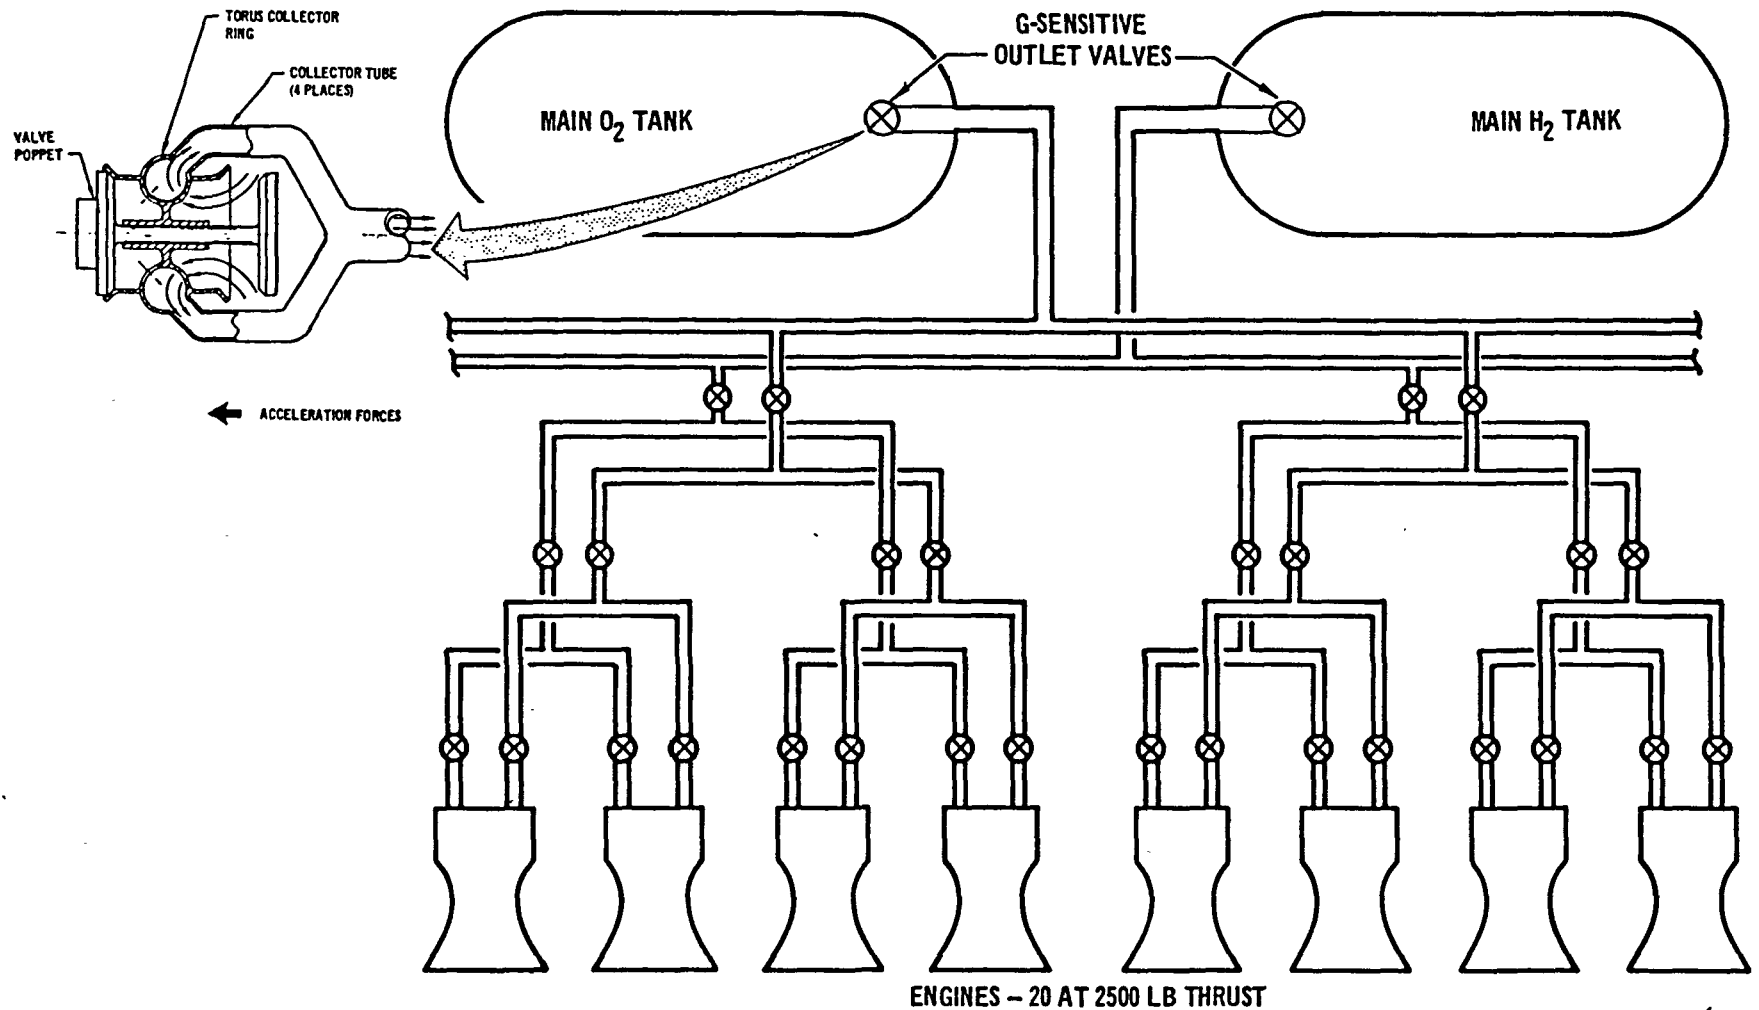 TORUS COLLECTOR
RING
COLLECTOR TUBE
(4 PLACES)
VALVE
POPPET
G-SENSITIVE
OUTLET VALVES
MAIN O2 TANK
MAIN H2 TANK
ACCELERATION FORCES
ENGINES – 20 AT 2500 LB THRUST